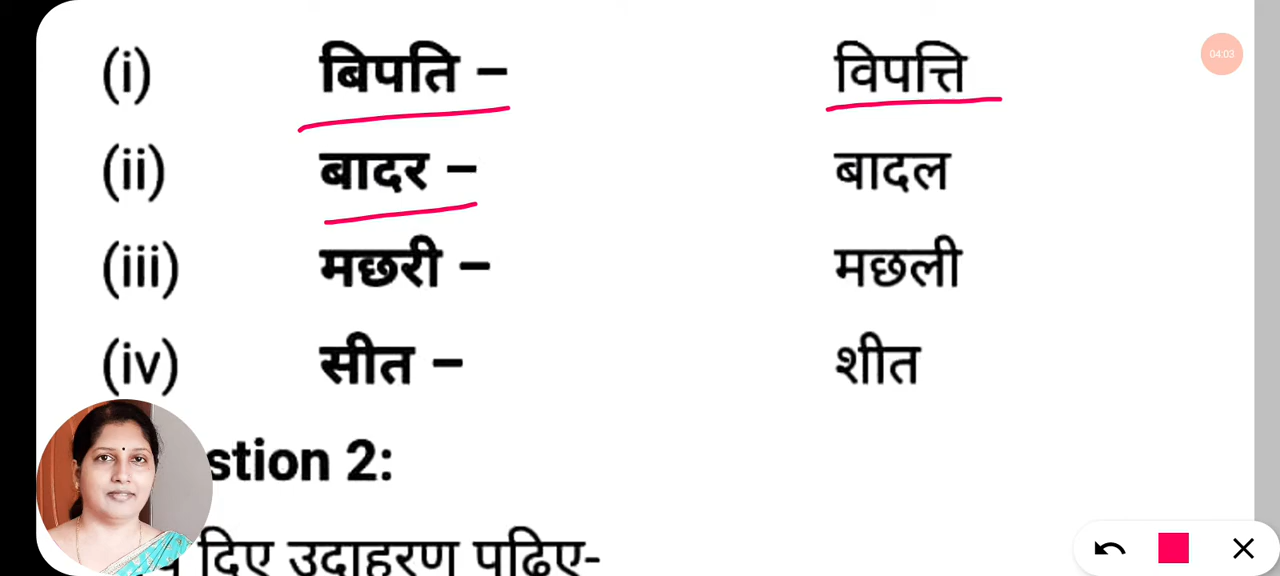 04:03
(i) बिपति – विपत्ति
(ii) बादर – बादल
(iii) मछरी – मछली
(iv) सीत – शीत
stion 2:
दिए उदाहरण पढ़िए-